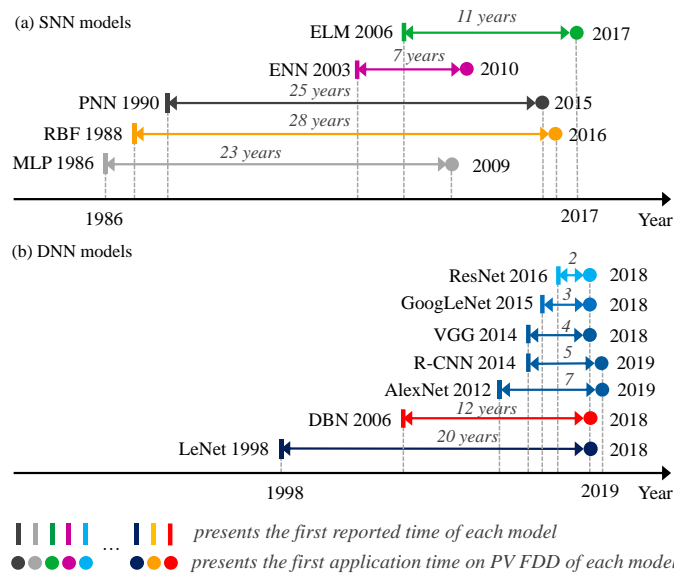 (a) SNN models
11 years
ELM 2006
2017
7 years
ENN 2003
2010
25 years
PNN 1990
2015
28 years
RBF 1988
2016
23 years
MLP 1986
2009
1986
2017
Year
(b) DNN models
2
ResNet 2016
2018
3
GoogLeNet 2015
2018
4
VGG 2014
2018
5
R-CNN 2014
2019
7
AlexNet 2012
2019
12 years
DBN 2006
2018
20 years
LeNet 1998
2018
1998
2019
Year
... presents the first reported time of each model
presents the first application time on PV FDD of each model